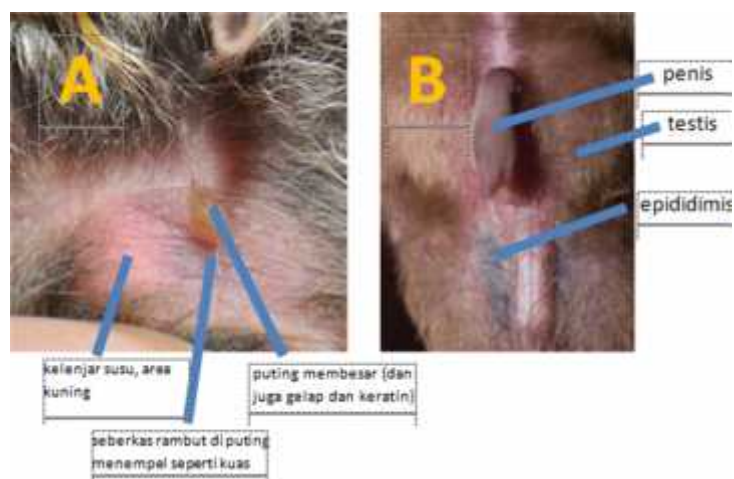 A
B
penis
testis
epididimis
kelenjar susu, area
kuning
puting membesar (dan
juga gelap dan keratin)
seberkas rambut di puting
menempel seperti kuas